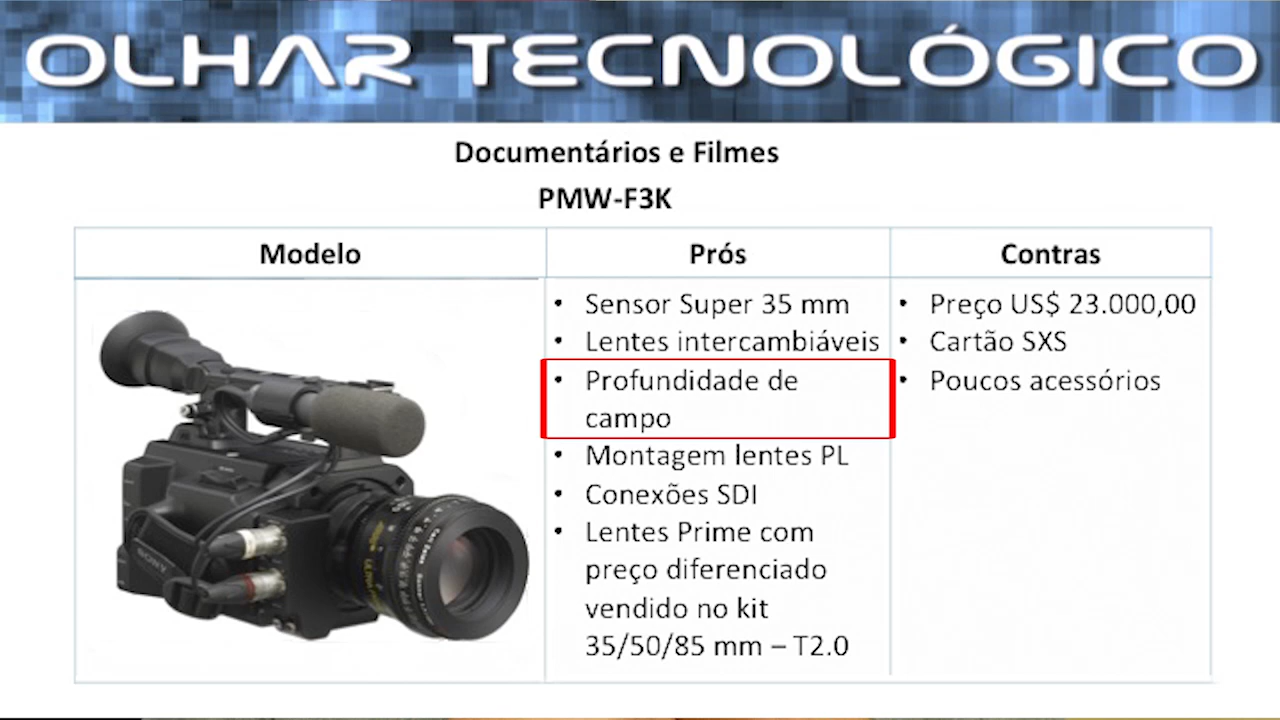 OLHAR TECNOLÓGICO
Documentários e Filmes
PMW-F3K
Modelo
Prós
Contras
• Sensor Super 35 mm
• Lentes intercambiáveis
• Profundidade de
campo
• Montagem lentes PL
• Conexões SDI
• Lentes Prime com
preço diferenciado
vendido no kit
35/50/85 mm – T2.0
• Preço US$ 23.000,00
• Cartão SXS
• Poucos acessórios
SONY